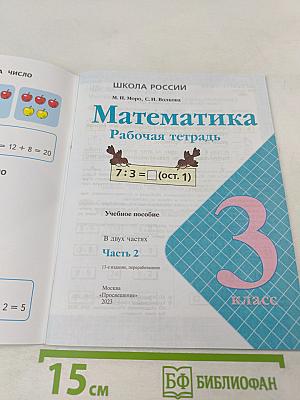 А ЧИСЛО
= 12 + 8 = 20
О
2 = 5
ШКОЛА РОССИИ
М. И. Моро, С. И. Волкова
Математика
Рабочая тетрадь
7 : 3 = (ост. 1)
Учебное пособие
В двух частях
Часть 2
13-е издание, переработанное
Москва
«Просвещение»
2023
3
класс
15 см
БФ БИБЛИОФАН